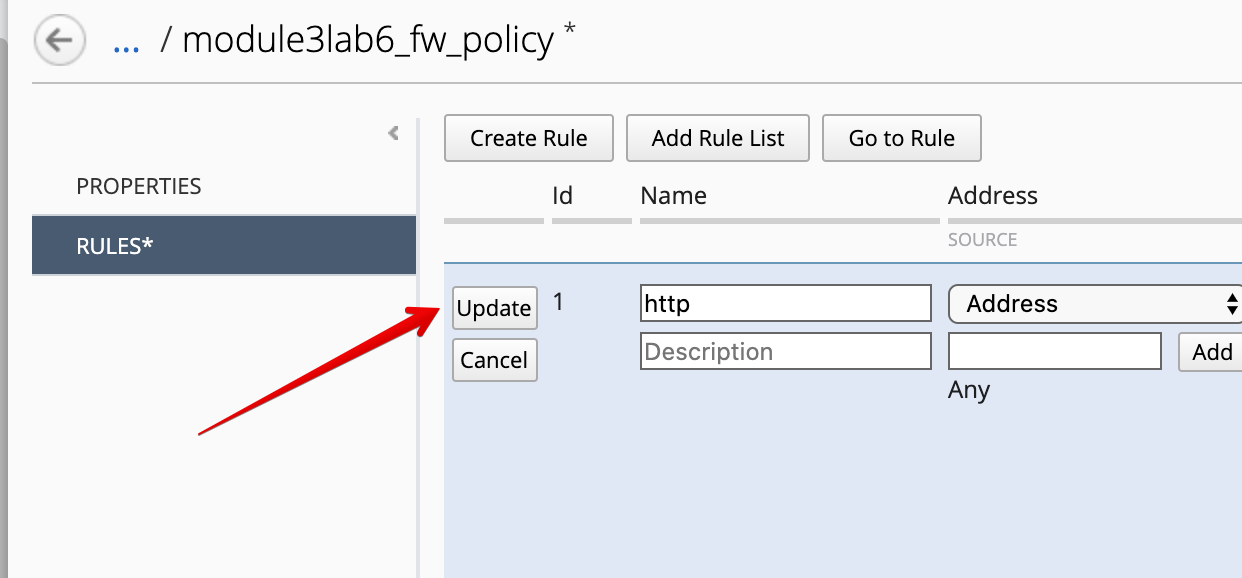 ... / module3lab6_fw_policy *
PROPERTIES
RULES*
Create Rule Add Rule List Go to Rule
Id Name Address
SOURCE
Update 1 http Address
Cancel Description Add
Any